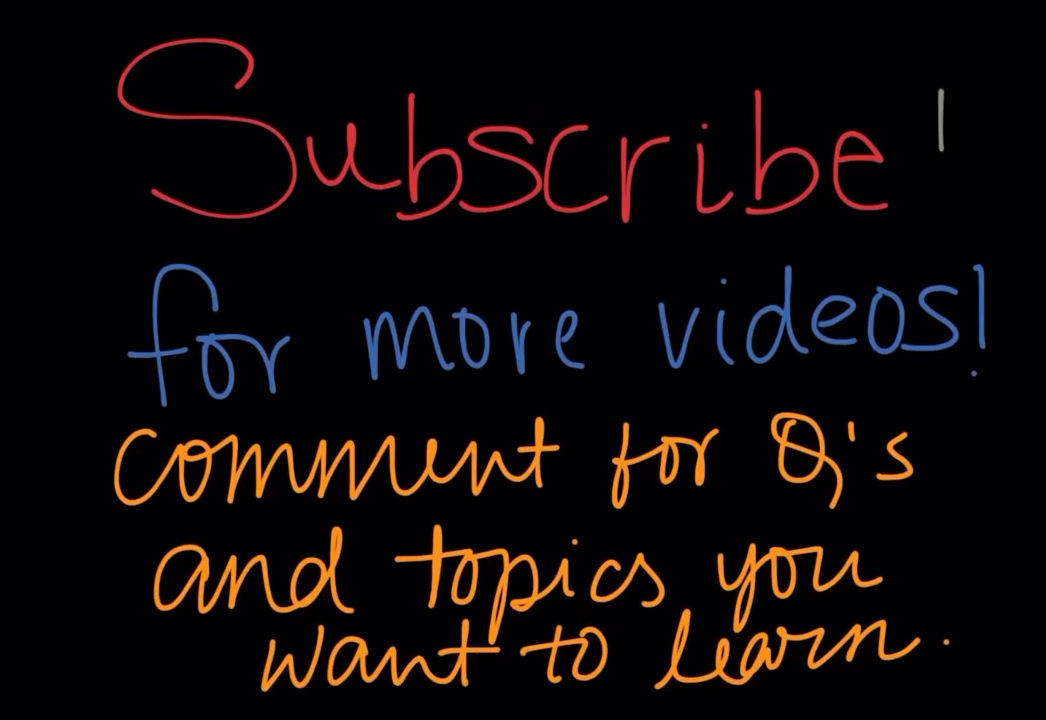 Subscribe
for more videos!
comment for Q's
and topics you
want to learn.